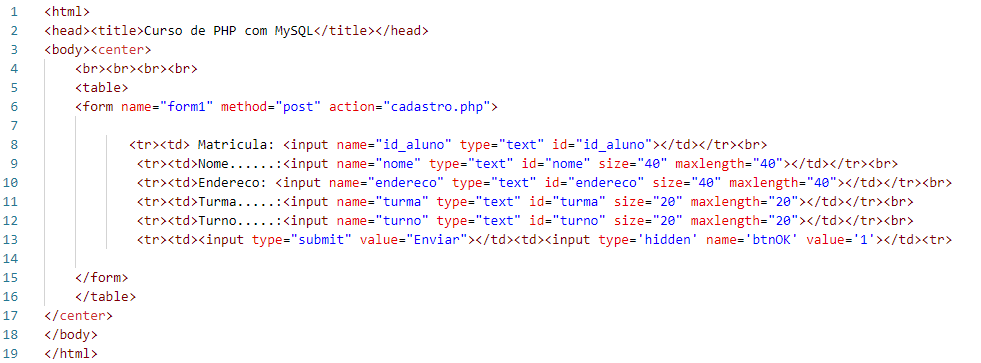 1 <html>
2 <head><title>Curso de PHP com MySQL</title></head>
3 <body><center>
4 <br><br><br><br>
5 <table>
6 <form name="form1" method="post" action="cadastro.php">
7
8 <tr><td> Matricula: <input name="id_aluno" type="text" id="id_aluno"></td></tr><br>
9 <tr><td>Nome......:<input name="nome" type="text" id="nome" size="40" maxlength="40"></td></tr><br>
10 <tr><td>Endereco: <input name="endereco" type="text" id="endereco" size="40" maxlength="40"></td></tr><br>
11 <tr><td>Turma.....:<input name="turma" type="text" id="turma" size="20" maxlength="20"></td></tr><br>
12 <tr><td>Turno.....:<input name="turno" type="text" id="turno" size="20" maxlength="20"></td></tr><br>
13 <tr><td><input type="submit" value="Enviar"></td><td><input type='hidden' name='btnOK' value='1'></td><tr>
14
15 </form>
16 </table>
17 </center>
18 </body>
19 </html>